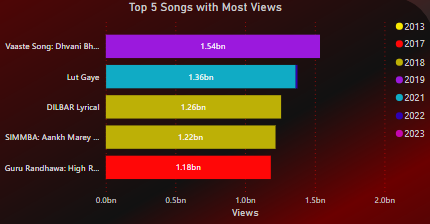 Top 5 Songs with Most Views
Vaaste Song: Dhvani Bh...
1.54bn
Lut Gaye
1.36bn
DILBAR Lyrical
1.26bn
SIMMBA: Aankh Marey ...
1.22bn
Guru Randhawa: High R...
1.18bn
0.0bn 0.5bn 1.0bn 1.5bn 2.0bn
Views
2013
2017
2018
2019
2021
2022
2023